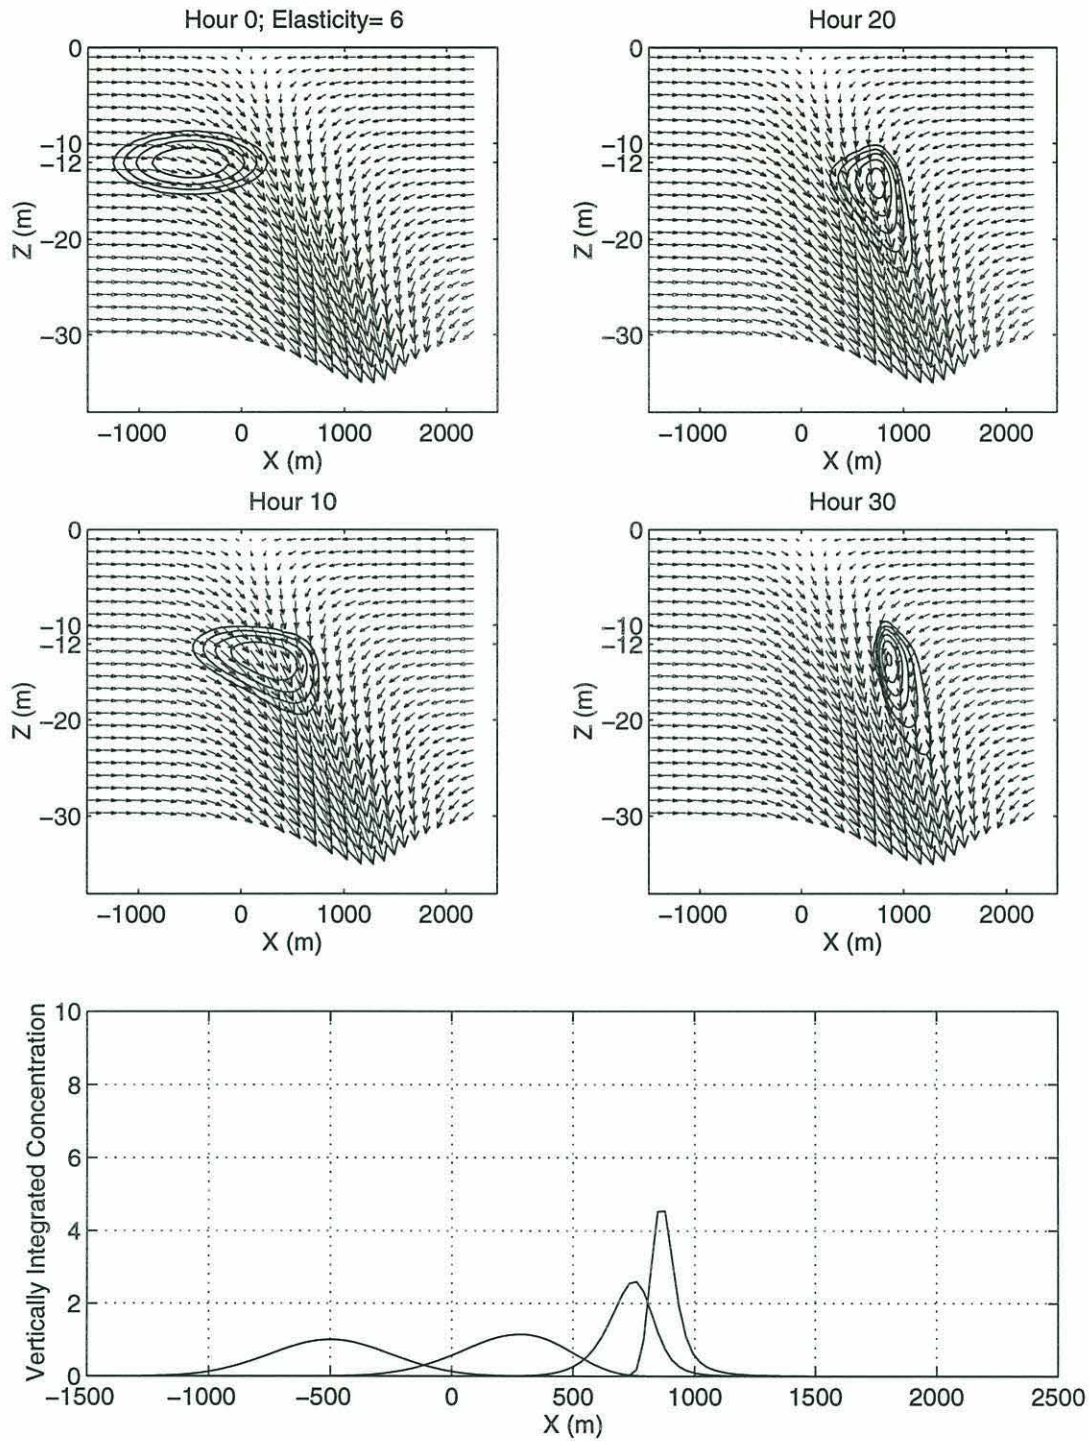 Hour 0; Elasticity= 6
0
−10
−12
−20
−30
Z (m)
−1000 0 1000 2000
X (m)
Hour 20
0
−10
−12
−20
−30
Z (m)
−1000 0 1000 2000
X (m)
Hour 10
0
−10
−12
−20
−30
Z (m)
−1000 0 1000 2000
X (m)
Hour 30
0
−10
−12
−20
−30
Z (m)
−1000 0 1000 2000
X (m)
Vertically Integrated Concentration
10
8
6
4
2
0
−1500 −1000 −500 0 500 1000 1500 2000 2500
X (m)